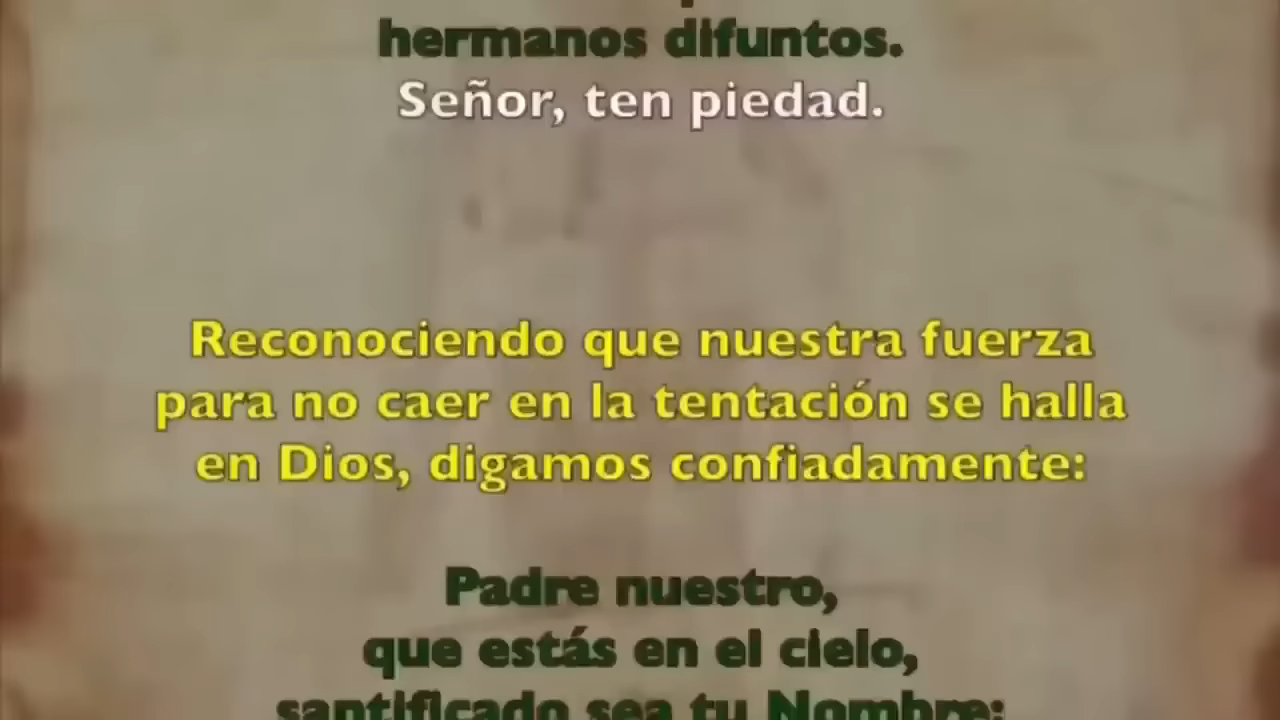 hermanos difuntos.
Señor, ten piedad.
Reconociendo que nuestra fuerza
para no caer en la tentación se halla
en Dios, digamos confiadamente:
Padre nuestro,
que estás en el cielo,
santificado sea tu Nombre;